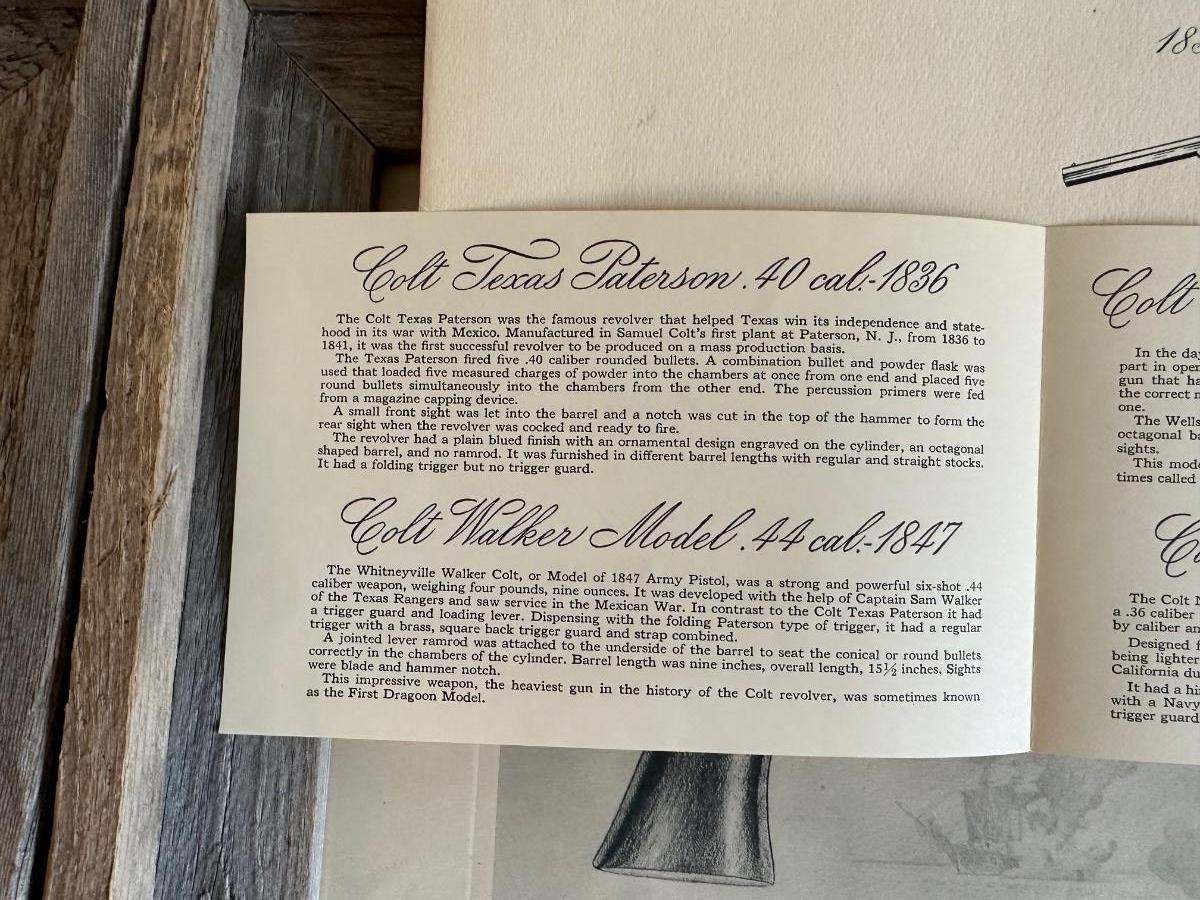 183
Colt Texas Paterson .40 cal.-1836
The Colt Texas Paterson was the famous revolver that helped Texas win its independence and state-
hood in its war with Mexico. Manufactured in Samuel Colt's first plant at Paterson, N. J., from 1836 to
1841, it was the first successful revolver to be produced on a mass production basis.
The Texas Paterson fired five .40 caliber rounded bullets. A combination bullet and powder flask was
used that loaded five measured charges of powder into the chambers at once from one end and placed five
round bullets simultaneously into the chambers from the other end. The percussion primers were fed
from a magazine capping device.
A small front sight was let into the barrel and a notch was cut in the top of the hammer to form the
rear sight when the revolver was cocked and ready to fire.
The revolver had a plain blued finish with an ornamental design engraved on the cylinder, an octagonal
shaped barrel, and no ramrod. It was furnished in different barrel lengths with regular and straight stocks.
It had a folding trigger but no trigger guard.
Colt Walker Model .44 cal.-1847
The Whitneyville Walker Colt, or Model of 1847 Army Pistol, was a strong and powerful six-shot .44
caliber weapon, weighing four pounds, nine ounces. It was developed with the help of Captain Sam Walker
of the Texas Rangers and saw service in the Mexican War. In contrast to the Colt Texas Paterson it had
a trigger guard and loading lever. Dispensing with the folding Paterson type of trigger, it had a regular
trigger with a brass, square back trigger guard and strap combined.
A jointed lever ramrod was attached to the underside of the barrel to seat the conical or round bullets
correctly in the chambers of the cylinder. Barrel length was nine inches, overall length, 15½ inches. Sights
were blade and hammer notch.
This impressive weapon, the heaviest gun in the history of the Colt revolver, was sometimes known
as the First Dragoon Model.
Colt
In the day
part in open
gun that ha
the correct m
one.
The Wells
octagonal ba
sights.
This mode
times called
C
The Colt N
a .36 caliber
by caliber an
Designed f
being lighter
California du
It had a hin
with a Navy
trigger guard